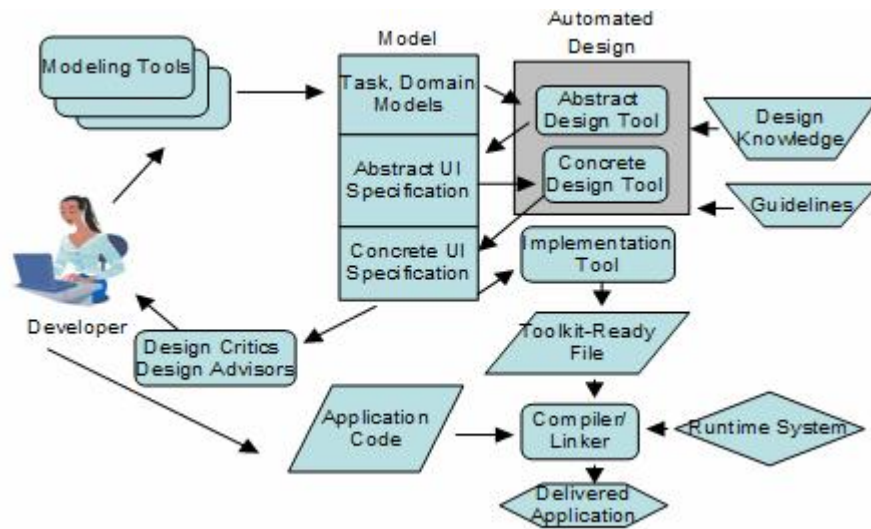 Automated
Design
Model
Modeling Tools
Task, Domain
Models
Abstract
Design Tool
Design
Knowledge
Abstract UI
Specification
Concrete
Design Tool
Guidelines
Concrete UI
Specification
Implementation
Tool
Developer
Design Critics
Design Advisors
Toolkit-Ready
File
Application
Code
Compiler/
Linker
Runtime System
Delivered
Application